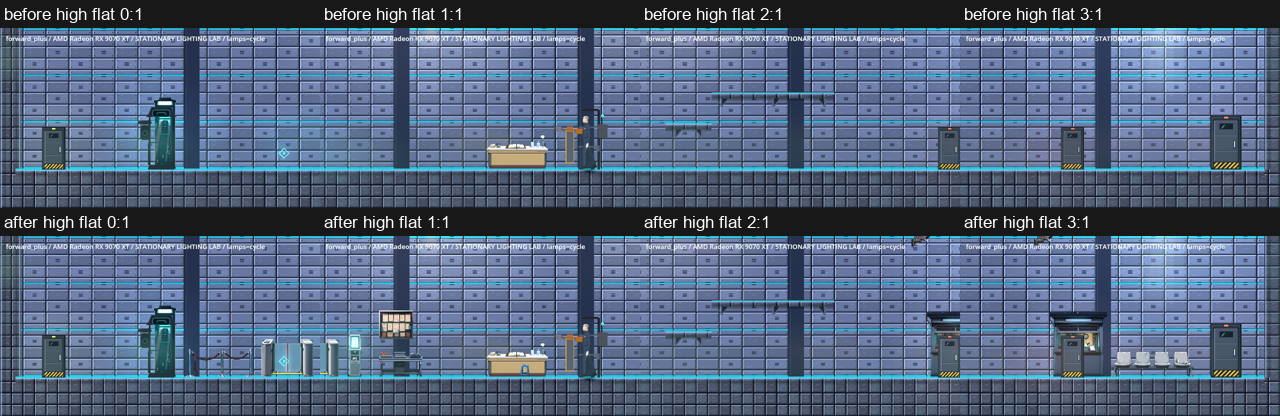 before high flat 0:1
before high flat 1:1
before high flat 2:1
before high flat 3:1
forward_plus / AMD Radeon RX 9070 XT / STATIONARY LIGHTING LAB / lamps=cycle
forward_plus / AMD Radeon RX 9070 XT / STATIONARY LIGHTING LAB / lamps=cycle
forward_plus / AMD Radeon RX 9070 XT / STATIONARY LIGHTING LAB / lamps=cycle
forward_plus / AMD Radeon RX 9070 XT / STATIONARY LIGHTING LAB / lamps=cycle
after high flat 0:1
after high flat 1:1
after high flat 2:1
after high flat 3:1
forward_plus / AMD Radeon RX 9070 XT / STATIONARY LIGHTING LAB / lamps=cycle
forward_plus / AMD Radeon RX 9070 XT / STATIONARY LIGHTING LAB / lamps=cycle
forward_plus / AMD Radeon RX 9070 XT / STATIONARY LIGHTING LAB / lamps=cycle
forward_plus / AMD Radeon RX 9070 XT / STATIONARY LIGHTING LAB / lamps=cycle